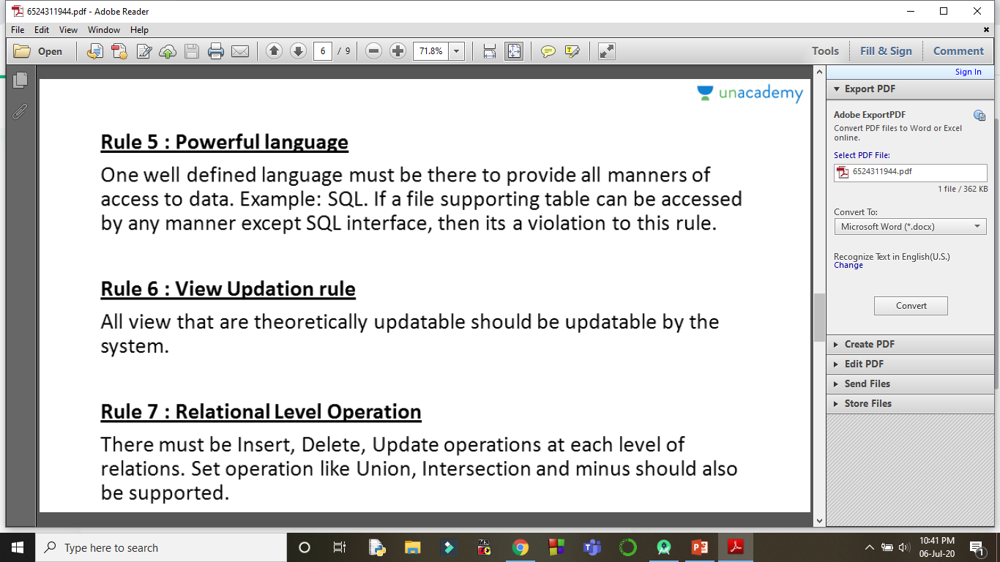 6524311944.pdf - Adobe Reader
File Edit View Window Help
Open 6 / 9 71.8% Tools Fill & Sign Comment
Sign In
unacademy
Rule 5 : Powerful language
One well defined language must be there to provide all manners of
access to data. Example: SQL. If a file supporting table can be accessed
by any manner except SQL interface, then its a violation to this rule.
Rule 6 : View Updation rule
All view that are theoretically updatable should be updatable by the
system.
Rule 7 : Relational Level Operation
There must be Insert, Delete, Update operations at each level of
relations. Set operation like Union, Intersection and minus should also
be supported.
Export PDF
Adobe ExportPDF
Convert PDF files to Word or Excel
online.
Select PDF File:
6524311944.pdf
1 file / 362 KB
Convert To:
Microsoft Word (*.docx)
Recognize Text in English(U.S.)
Change
Convert
Create PDF
Edit PDF
Send Files
Store Files
Type here to search
10:41 PM
06-Jul-20
1